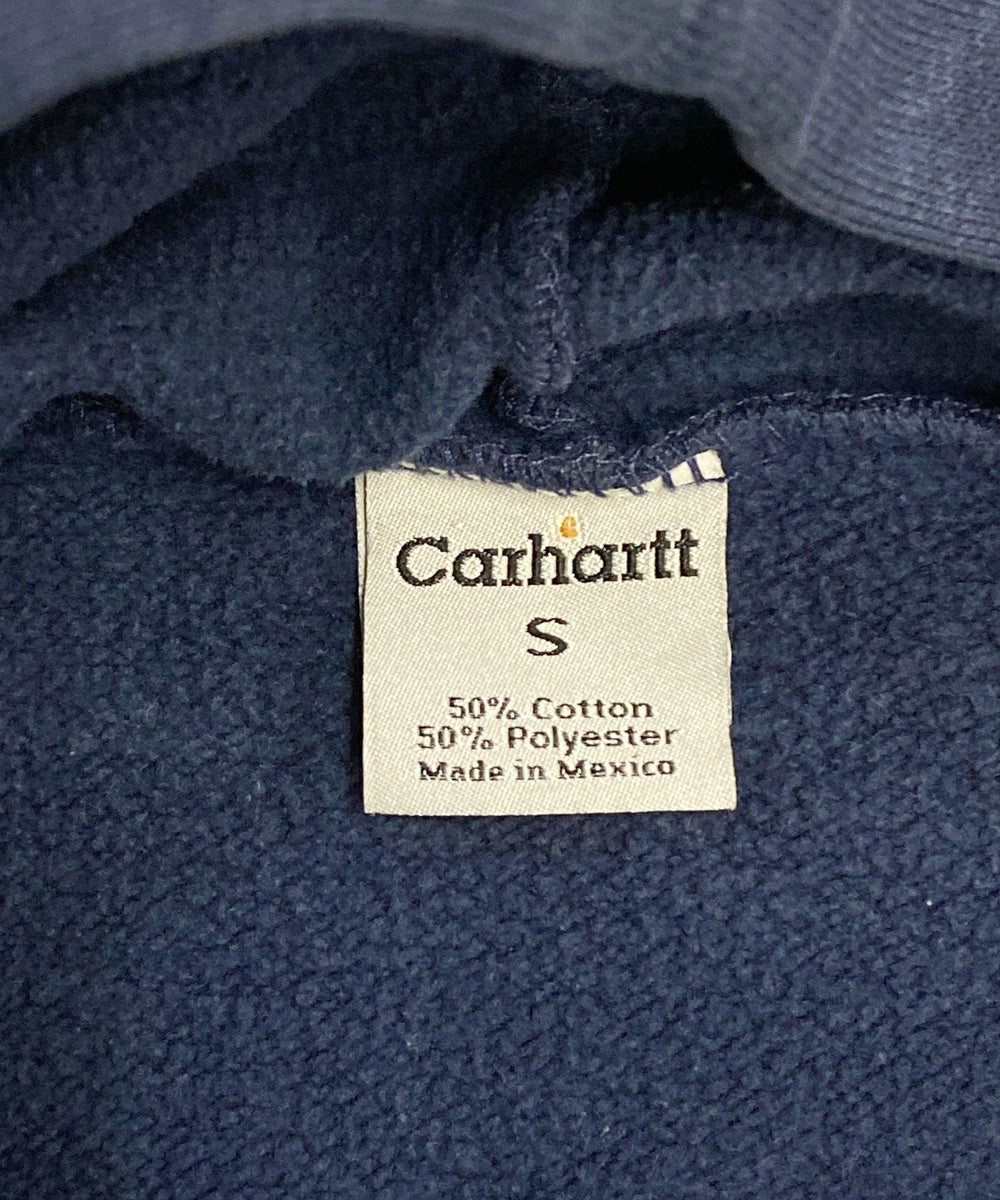 Carhartt
S
50% Cotton
50% Polyester
Made in Mexico